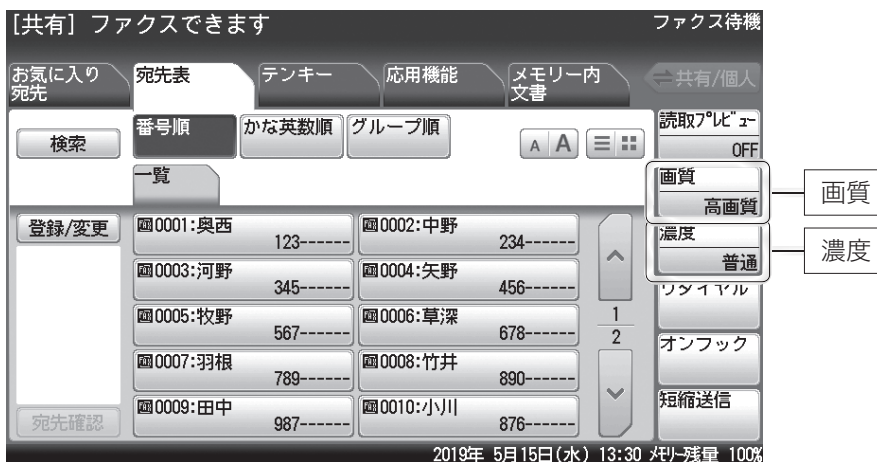 [共有] ファクスできます
ファクス待機
お気に入り
宛先
宛先表
テンキー
応用機能
メモリー内
文書
共有/個人
検索
番号順
かな英数順
グループ順
A A
読取ﾌﾟﾚﾋﾞｭｰ
OFF
一覧
画質
高画質
画質
登録/変更
0001:奥西
123------
0002:中野
234------
濃度
普通
濃度
0003:河野
345------
0004:矢野
456------
リダイヤル
0005:牧野
567------
0006:草深
678------
1
2
オンフック
0007:羽根
789------
0008:竹井
890------
短縮送信
宛先確認
0009:田中
987------
0010:小川
876------
2019年 5月15日(水) 13:30 ﾒﾓﾘｰ残量 100%